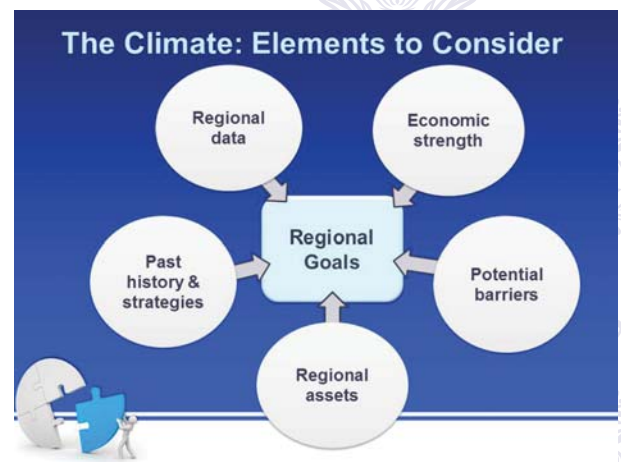 The Climate: Elements to Consider
Regional
data
Economic
strength
Regional
Goals
Past
history &
strategies
Potential
barriers
Regional
assets